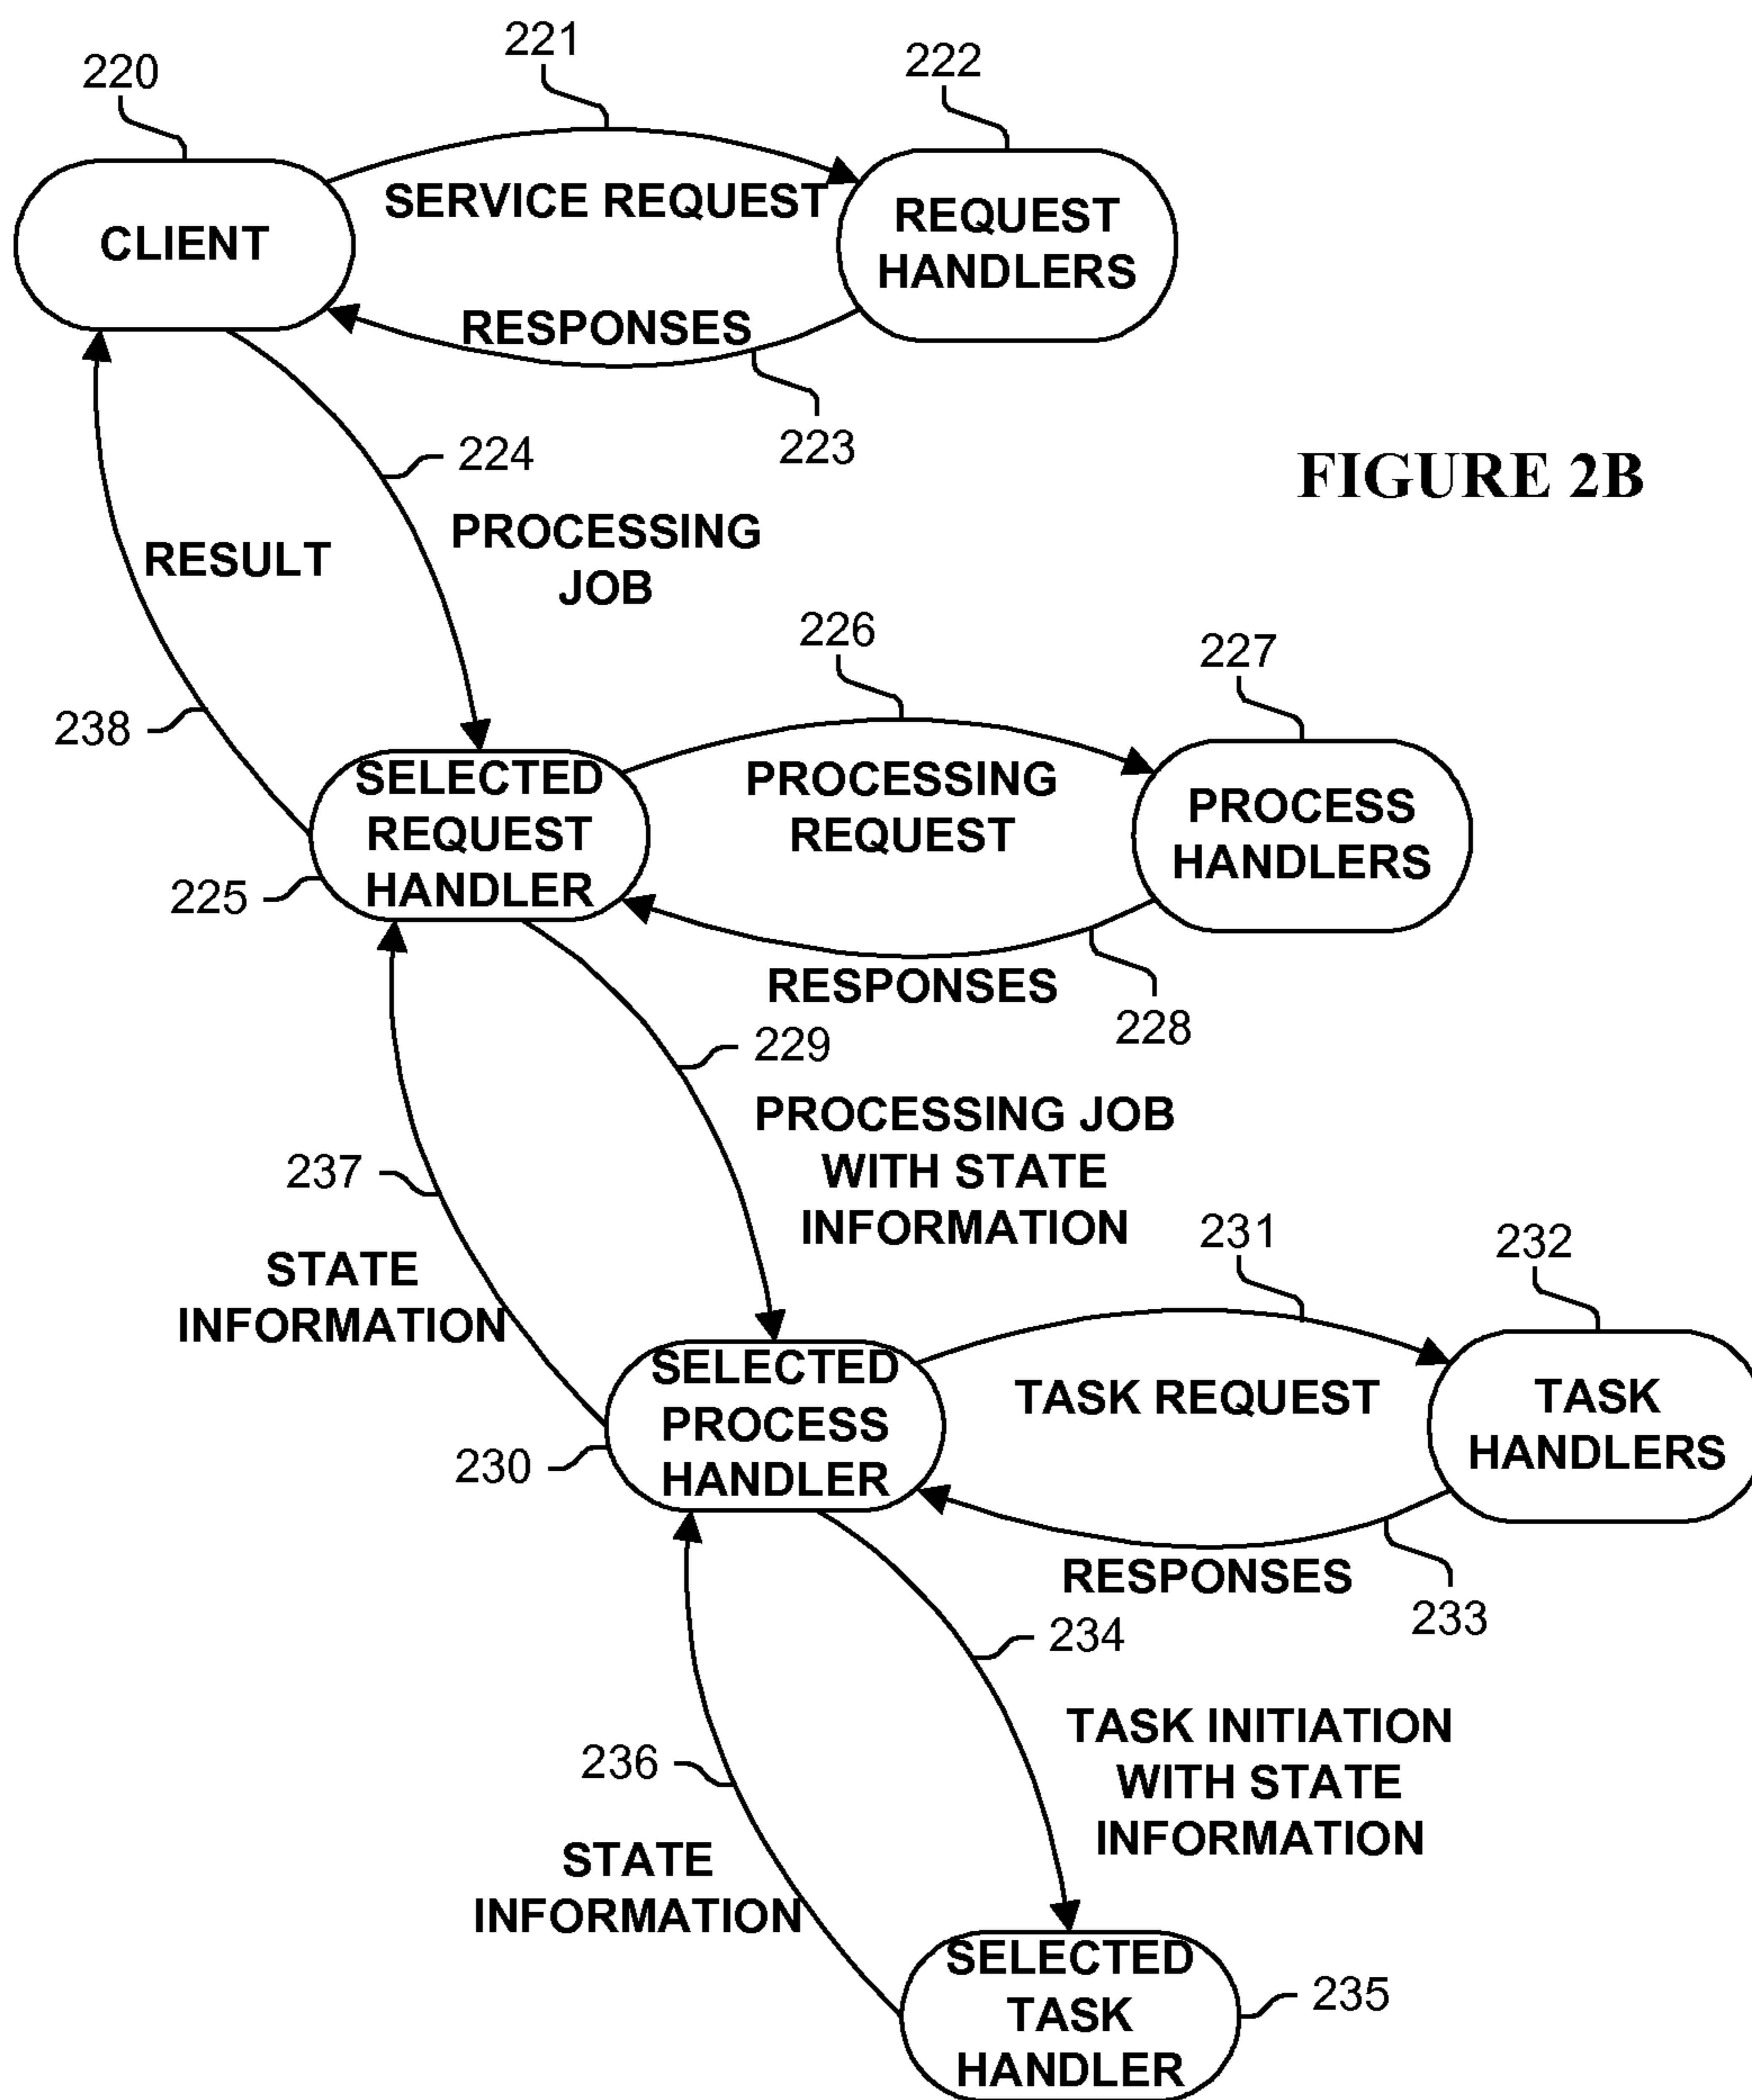 221
222
220
SERVICE REQUEST
REQUEST
HANDLERS
CLIENT
RESPONSES
223
224
FIGURE 2B
PROCESSING
JOB
RESULT
226
227
238
SELECTED
REQUEST
HANDLER
225
PROCESSING
REQUEST
PROCESS
HANDLERS
RESPONSES
228
229
PROCESSING JOB
WITH STATE
INFORMATION
237
STATE
INFORMATION
231
232
SELECTED
PROCESS
HANDLER
230
TASK REQUEST
TASK
HANDLERS
RESPONSES
233
234
TASK INITIATION
WITH STATE
INFORMATION
236
STATE
INFORMATION
SELECTED
TASK
HANDLER
235